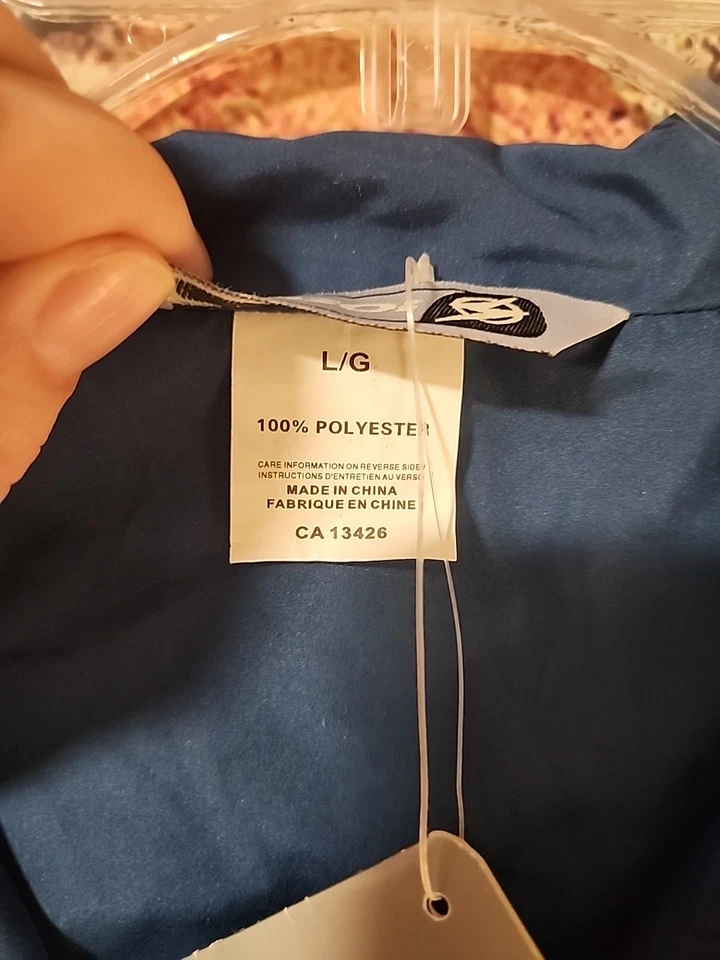 L/G
100% POLYESTER
CARE INFORMATION ON REVERSE SIDE/
INSTRUCTIONS D'ENTRETIEN AU VERSO
MADE IN CHINA
FABRIQUE EN CHINE
CA 13426